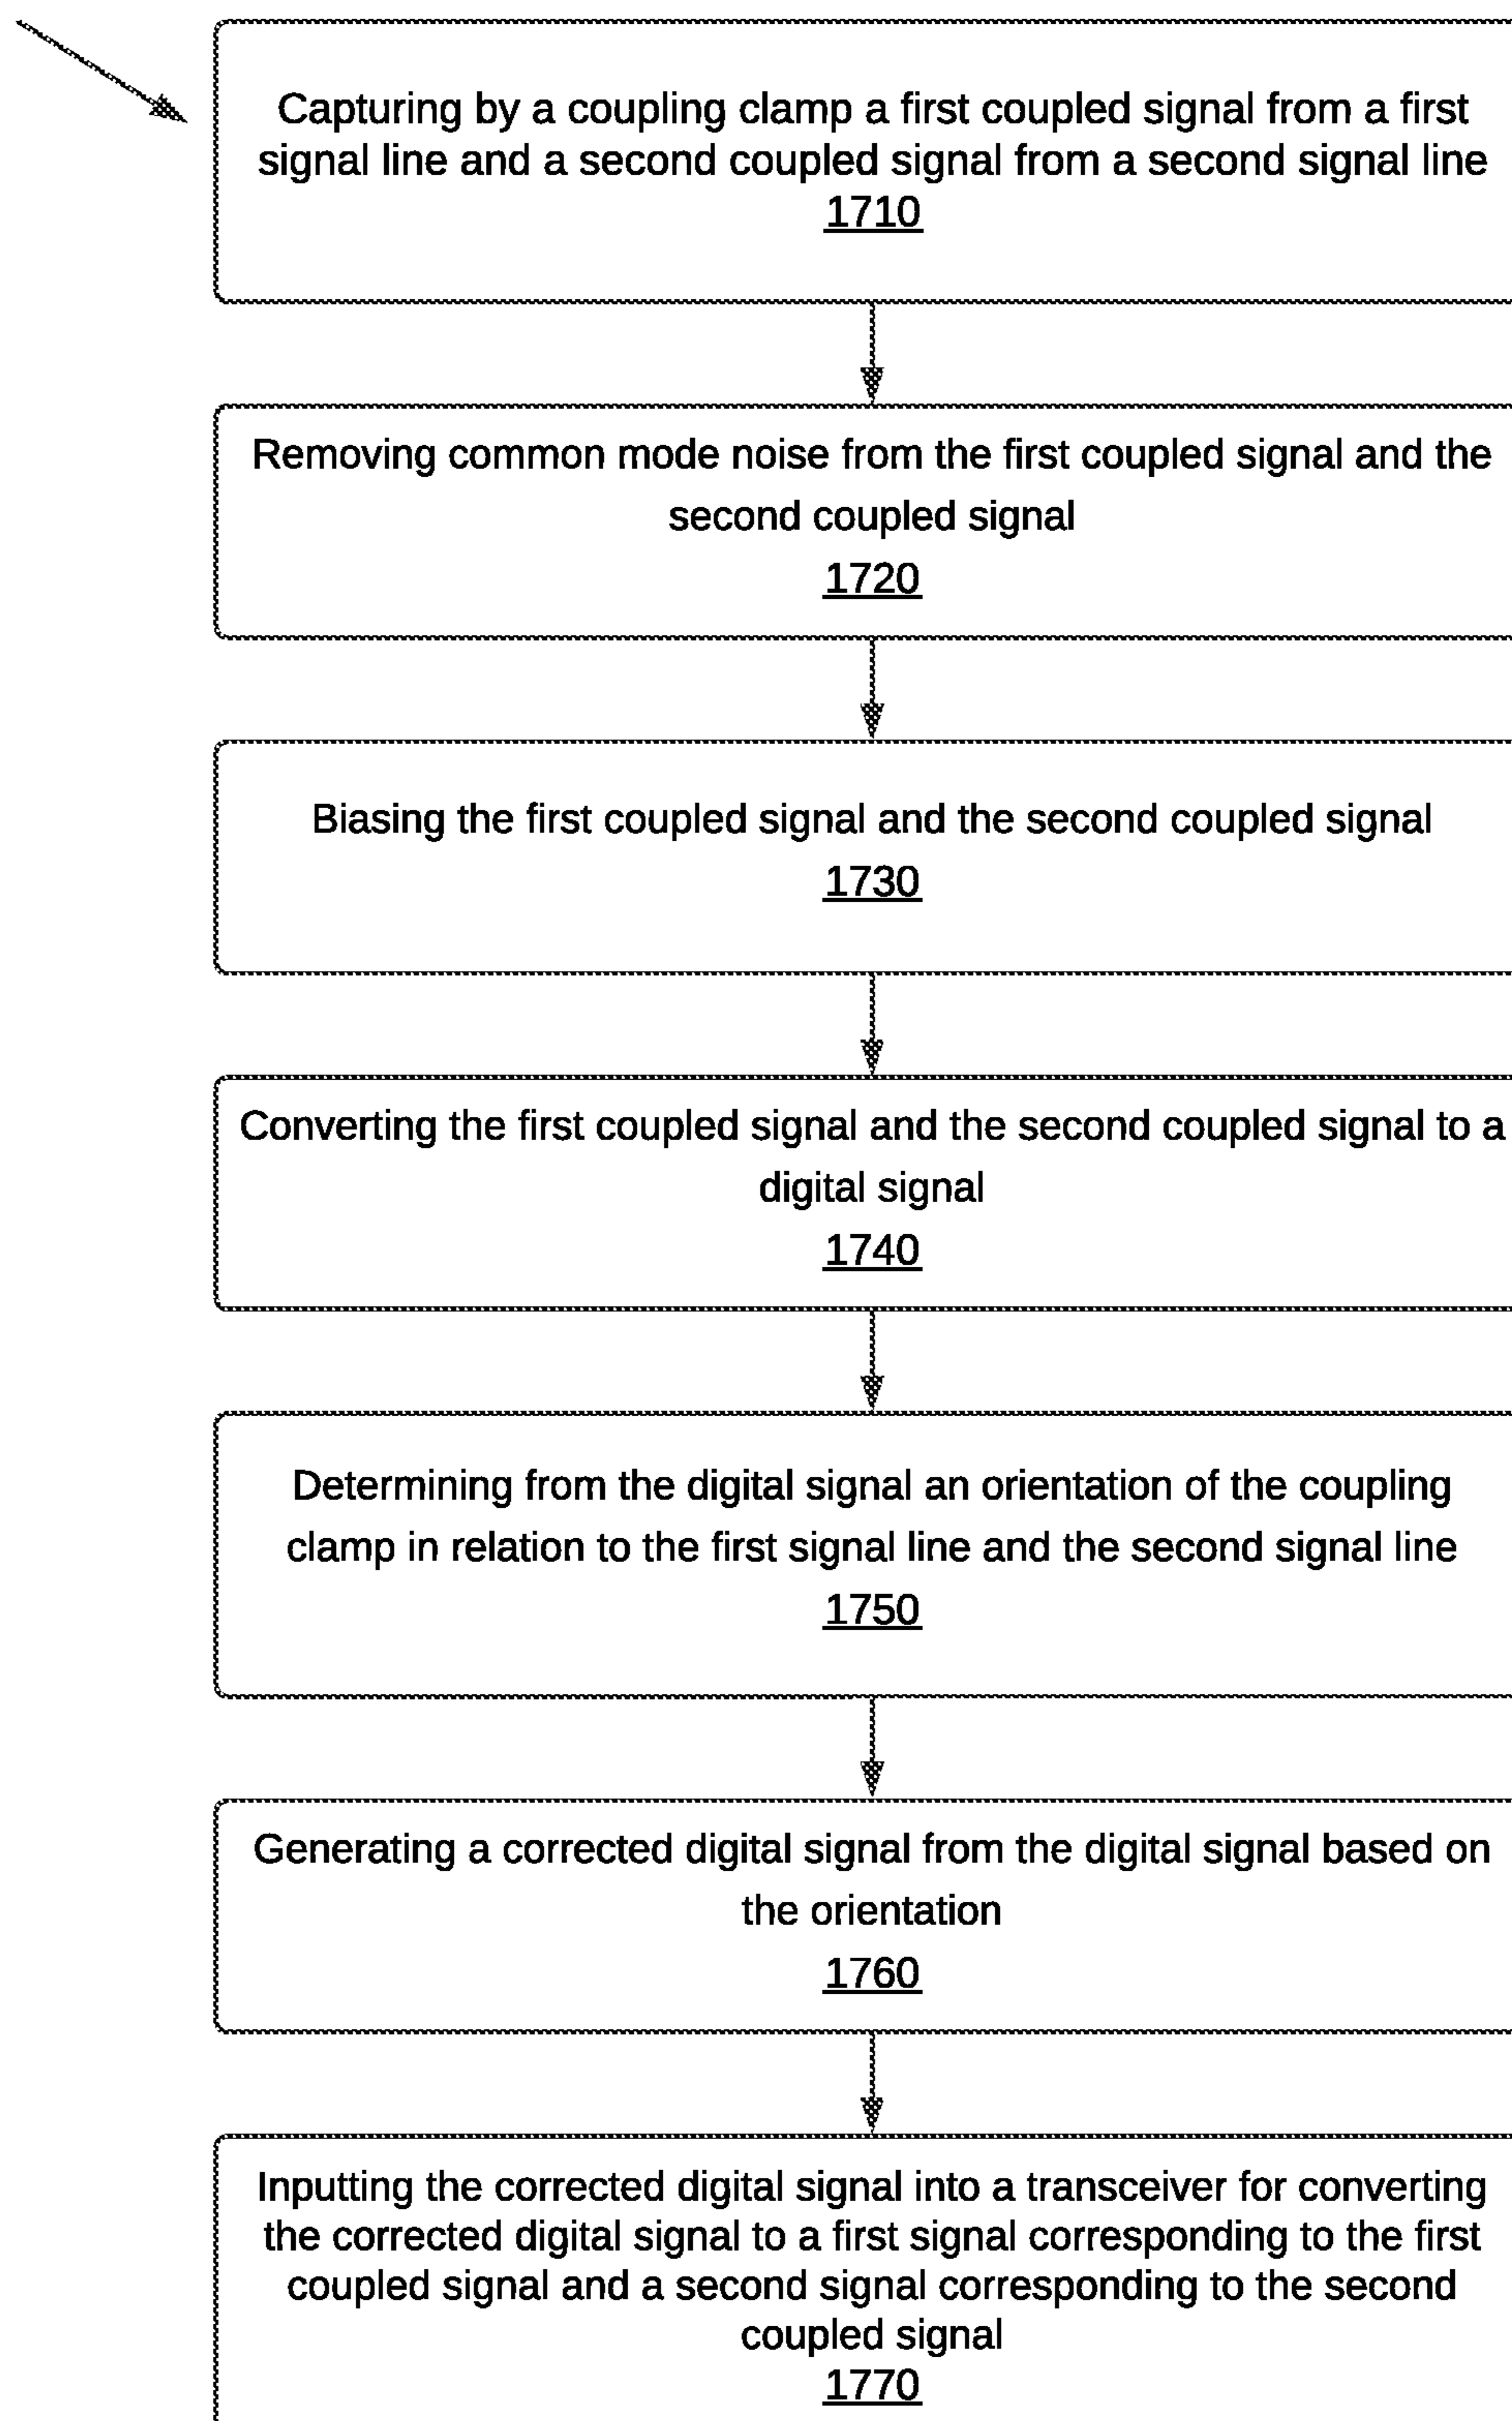 Capturing by a coupling clamp a first coupled signal from a first
signal line and a second coupled signal from a second signal line
1710
Removing common mode noise from the first coupled signal and the
second coupled signal
1720
Biasing the first coupled signal and the second coupled signal
1730
Converting the first coupled signal and the second coupled signal to a
digital signal
1740
Determining from the digital signal an orientation of the coupling
clamp in relation to the first signal line and the second signal line
1750
Generating a corrected digital signal from the digital signal based on
the orientation
1760
Inputting the corrected digital signal into a transceiver for converting
the corrected digital signal to a first signal corresponding to the first
coupled signal and a second signal corresponding to the second
coupled signal
1770